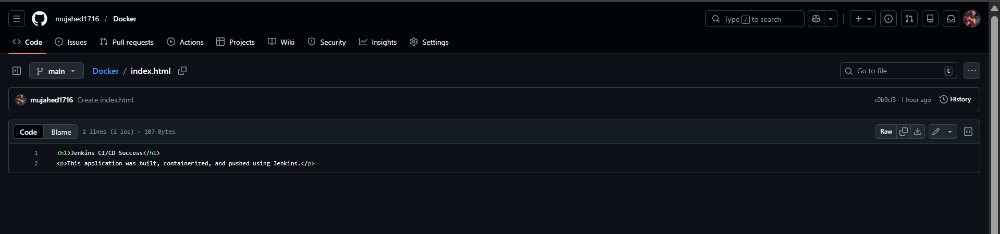 mujahed1716 / Docker
Type / to search
Code Issues Pull requests Actions Projects Wiki Security Insights Settings
main Docker / index.html
Go to file t
mujahed1716 Create index.html
c0b9cf3 · 1 hour ago History
Code Blame 2 lines (2 loc) · 107 Bytes
Raw
1 <h1>Jenkins CI/CD Success</h1>
2 <p>This application was built, containerized, and pushed using Jenkins.</p>